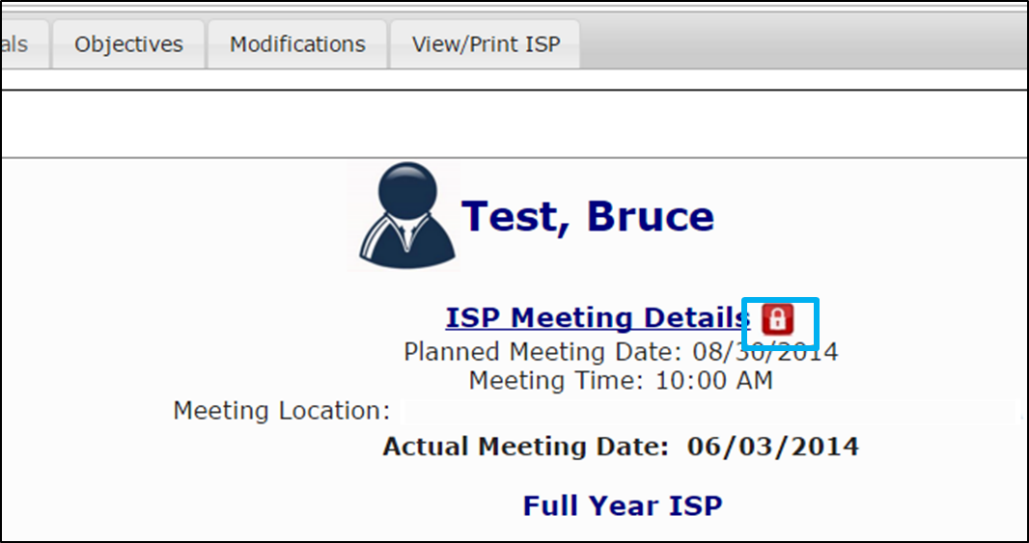 als Objectives Modifications View/Print ISP
Test, Bruce
ISP Meeting Details
Planned Meeting Date: 08/30/2014
Meeting Time: 10:00 AM
Meeting Location:
Actual Meeting Date: 06/03/2014
Full Year ISP